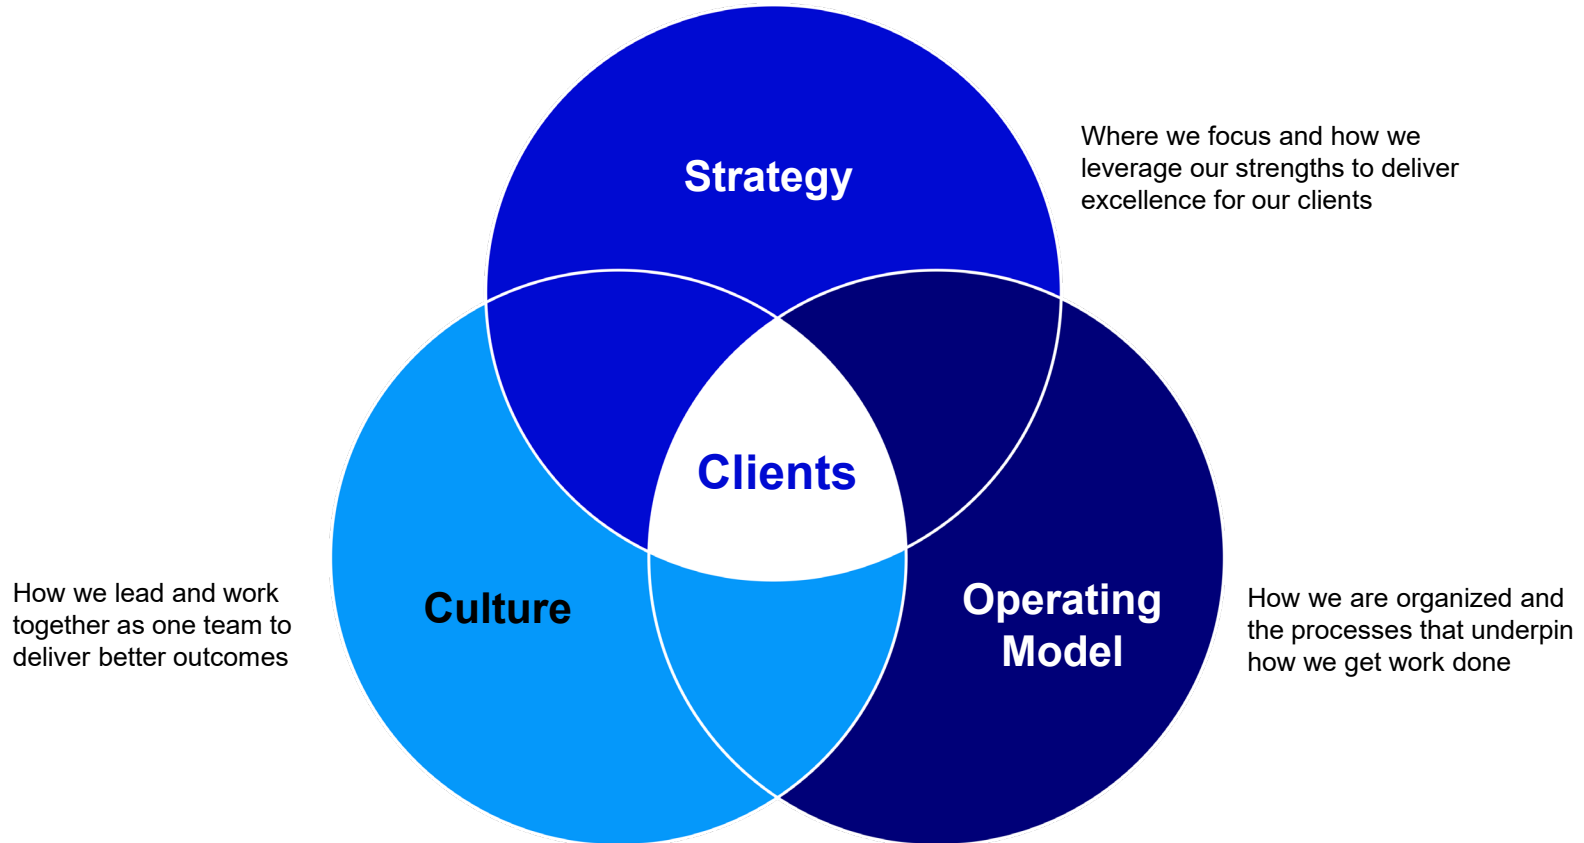 Strategy
Where we focus and how we
leverage our strengths to deliver
excellence for our clients
Clients
Culture
How we lead and work
together as one team to
deliver better outcomes
Operating
Model
How we are organized and
the processes that underpin
how we get work done